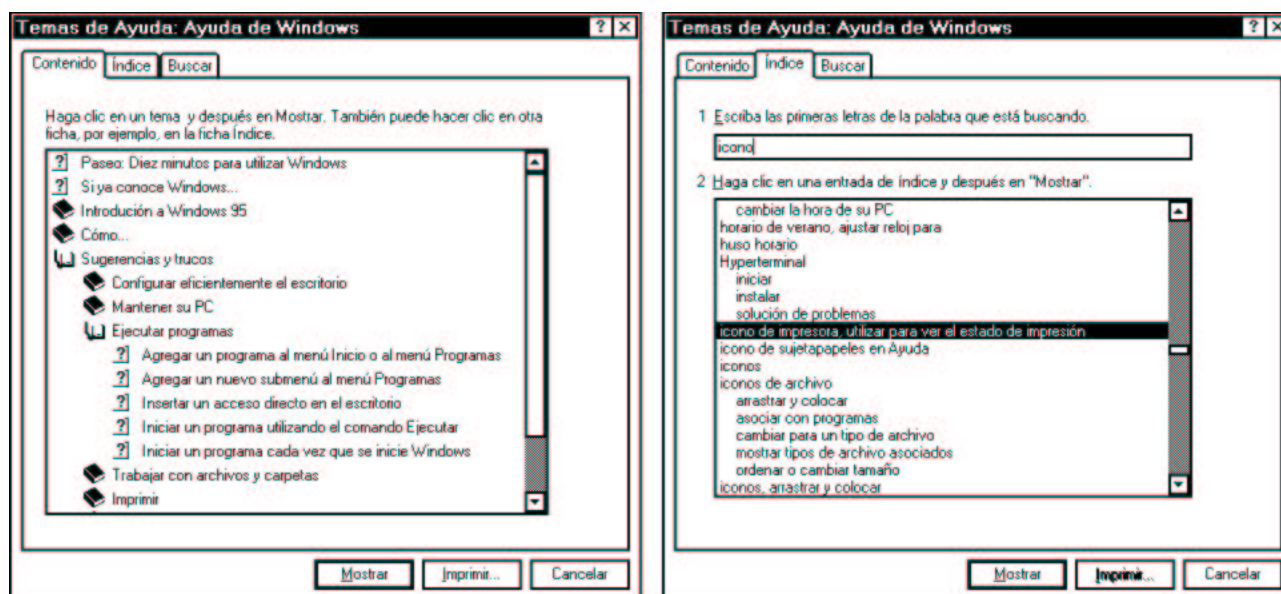 Temas de Ayuda: Ayuda de Windows
Contenido Índice Buscar
Haga clic en un tema y después en Mostrar. También puede hacer clic en otra
ficha, por ejemplo, en la ficha Índice.
Paseo: Diez minutos para utilizar Windows
Si ya conoce Windows...
Introdución a Windows 95
Cómo...
Sugerencias y trucos
Configurar eficientemente el escritorio
Mantener su PC
Ejecutar programas
Agregar un programa al menú Inicio o al menú Programas
Agregar un nuevo submenú al menú Programas
Insertar un acceso directo en el escritorio
Iniciar un programa utilizando el comando Ejecutar
Iniciar un programa cada vez que se inicie Windows
Trabajar con archivos y carpetas
Imprimir
Mostrar Imprimir... Cancelar
Temas de Ayuda: Ayuda de Windows
Contenido Índice Buscar
1 Escriba las primeras letras de la palabra que está buscando.
icono
2 Haga clic en una entrada de índice y después en "Mostrar".
cambiar la hora de su PC
horario de verano, ajustar reloj para
huso horario
Hyperterminal
iniciar
instalar
solución de problemas
icono de impresora, utilizar para ver el estado de impresión
icono de sujetapapeles en Ayuda
iconos
iconos de archivo
arrastrar y colocar
asociar con programas
cambiar para un tipo de archivo
mostrar tipos de archivo asociados
ordenar o cambiar tamaño
iconos, arrastrar y colocar
Mostrar Imprimir... Cancelar